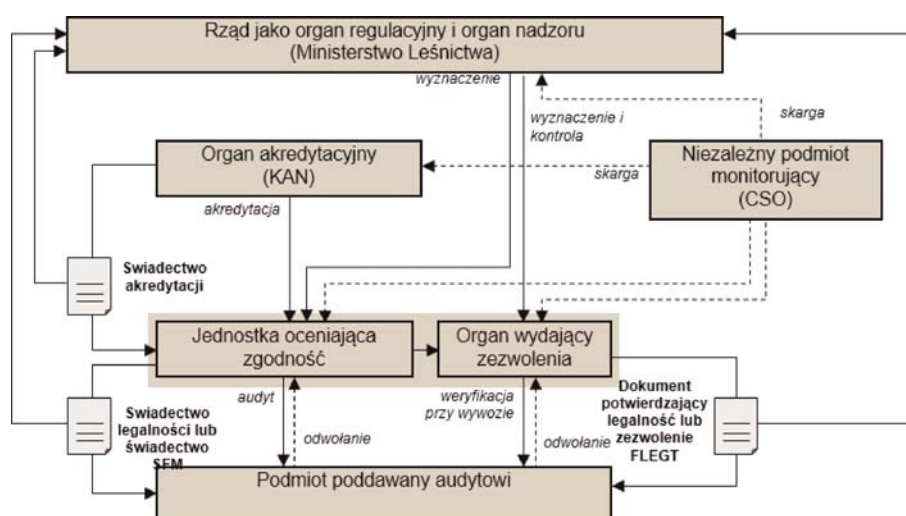 Rząd jako organ regulacyjny i organ nadzoru
(Ministerstwo Leśnictwa)
wyznaczenie
wyznaczenie i
kontrola
skarga
Organ akredytacyjny
(KAN)
skarga
Niezależny podmiot
monitorujący
(CSO)
akredytacja
Swiadectwo
akredytacji
Jednostka oceniająca
zgodność
Organ wydający
zezwolenia
audyt
weryfikacja
przy wywozie
Swiadectwo
legalności lub
świadectwo
SFM
odwołanie
odwołanie
Dokument
potwierdzający
legalność lub
zezwolenie
FLEGT
Podmiot poddawany audytowi